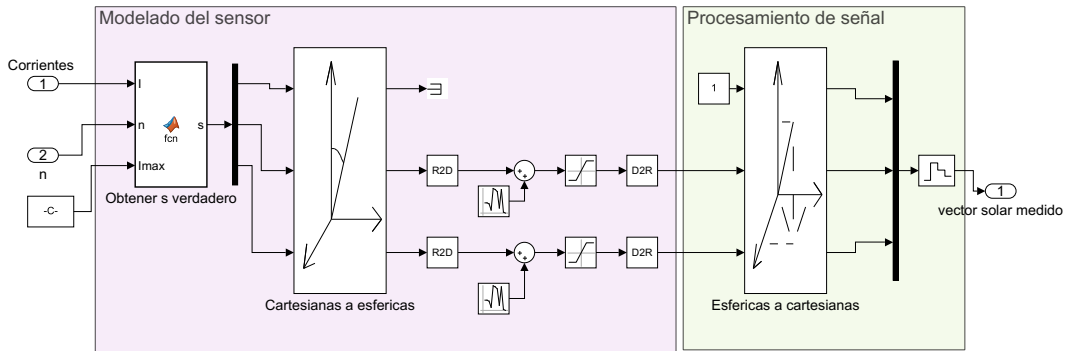 Modelado del sensor
Procesamiento de señal
Corrientes
1
I
2
n
n
s
fcn
Imax
-C-
Obtener s verdadero
Cartesianas a esfericas
R2D
+
+
D2R
R2D
+
+
D2R
1
Esfericas a cartesianas
1
vector solar medido